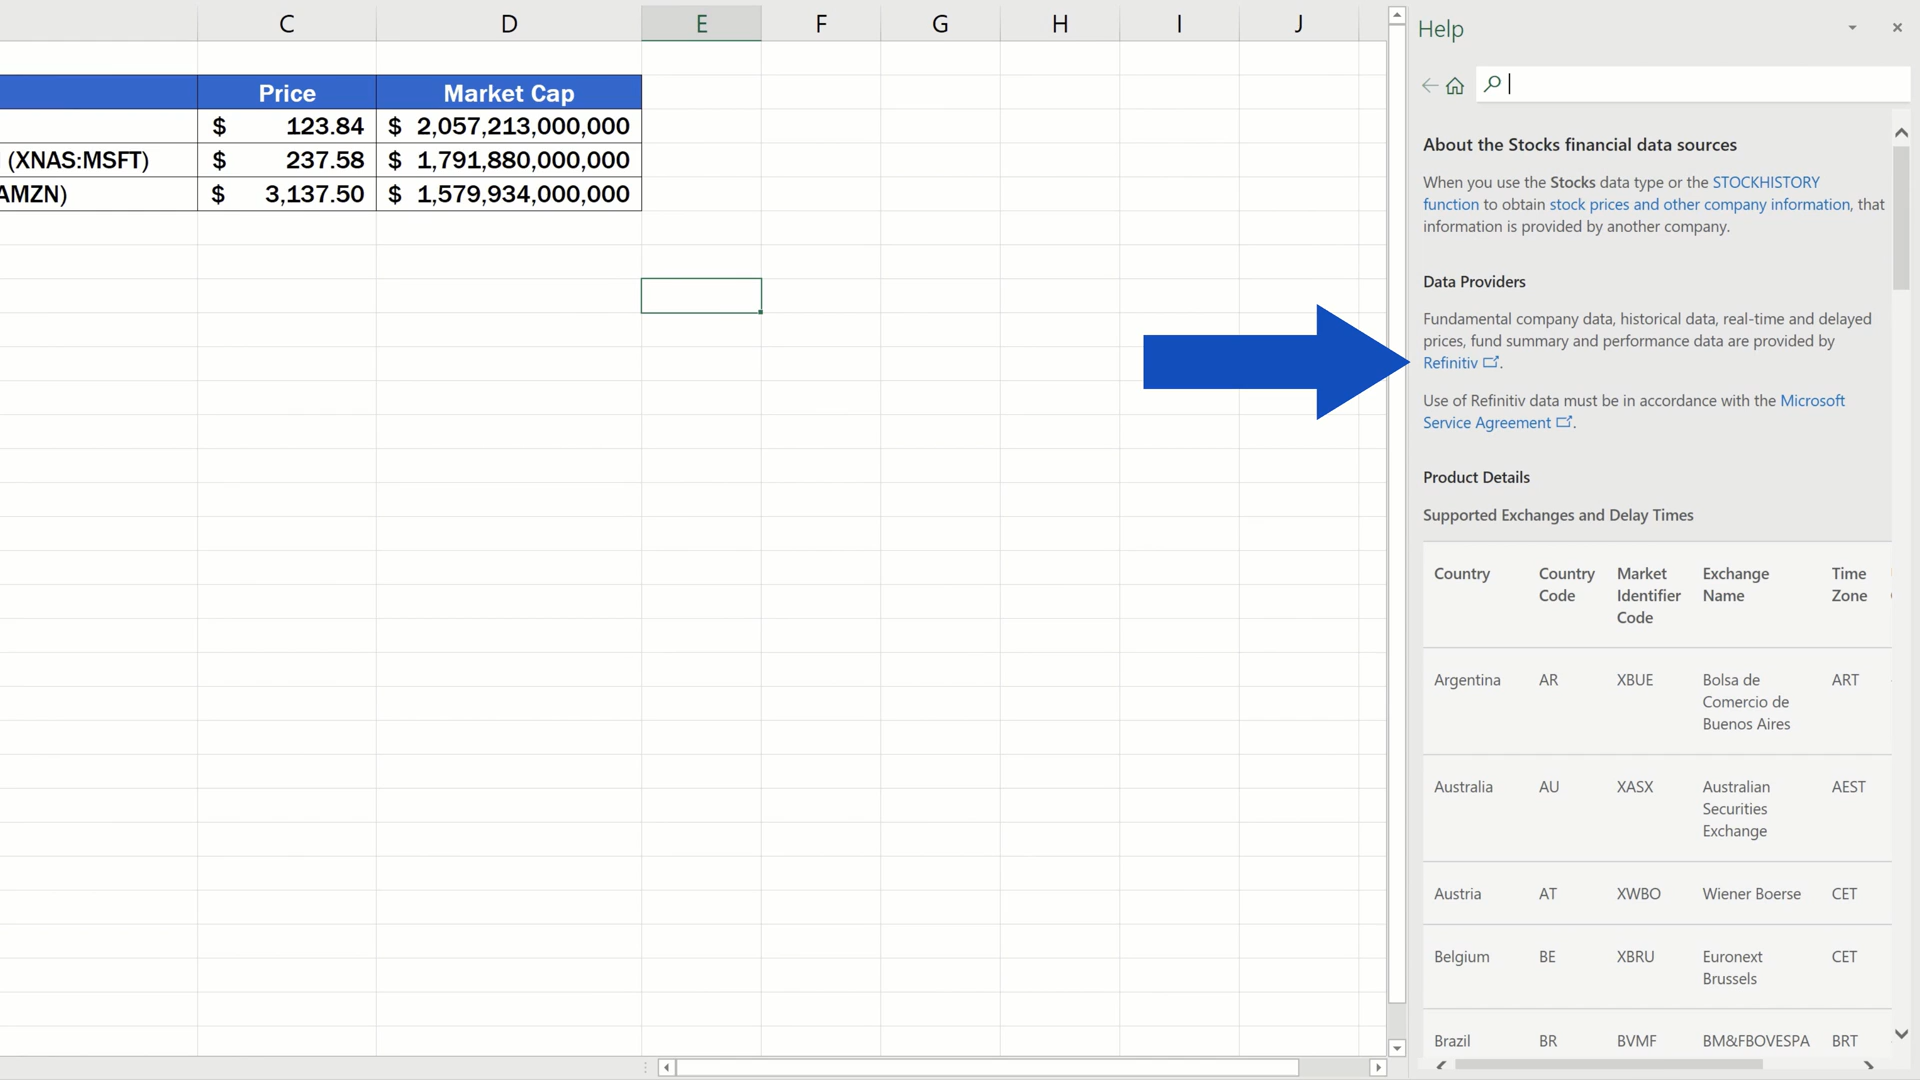 C D E F G H I J
Price Market Cap
$ 123.84 $ 2,057,213,000,000
(XNAS:MSFT) $ 237.58 $ 1,791,880,000,000
AMZN) $ 3,137.50 $ 1,579,934,000,000
Help
About the Stocks financial data sources
When you use the Stocks data type or the STOCKHISTORY
function to obtain stock prices and other company information, that
information is provided by another company.
Data Providers
Fundamental company data, historical data, real-time and delayed
prices, fund summary and performance data are provided by
Refinitiv.
Use of Refinitiv data must be in accordance with the Microsoft
Service Agreement.
Product Details
Supported Exchanges and Delay Times
Country Country Market Exchange Time
Code Identifier Name Zone
Code
Argentina AR XBUE Bolsa de ART
Comercio de
Buenos Aires
Australia AU XASX Australian AEST
Securities
Exchange
Austria AT XWBO Wiener Boerse CET
Belgium BE XBRU Euronext CET
Brussels
Brazil BR BVMF BM&FBOVESPA BRT